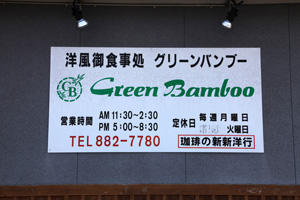 洋風御食事処 グリーンバンブー
GB Green Bamboo
営業時間 AM 11:30~2:30
PM 5:00~8:30
定休日 毎週月曜日
火曜日
TEL 882-7780
珈琲の新新洋行